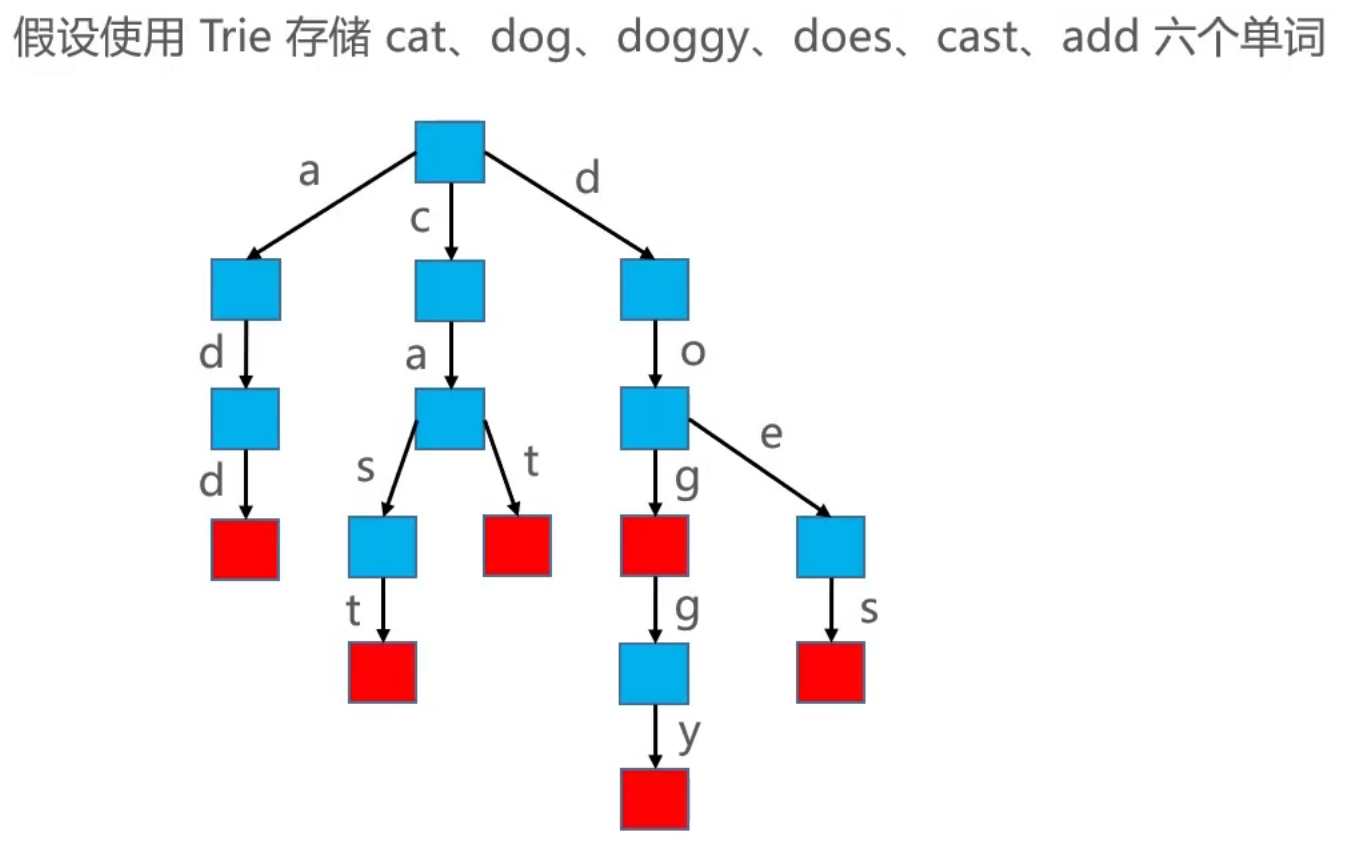 假设使用 Trie 存储 cat、dog、doggy、does、cast、add 六个单词
a
d
c
d
a
o
e
s
t
d
g
t
g
s
y